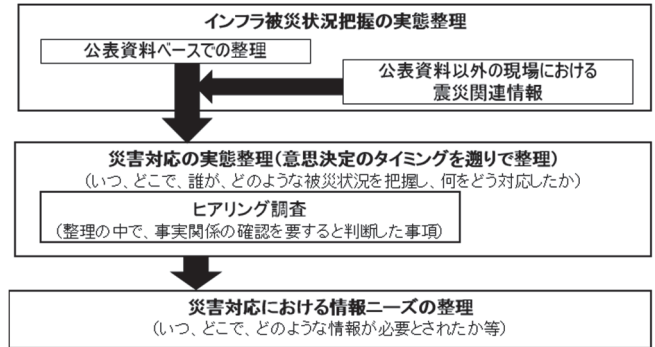 インフラ被災状況把握の実態整理
公表資料ベースでの整理
公表資料以外の現場における
震災関連情報
災害対応の実態整理(意思決定のタイミングを遡りで整理)
(いつ、どこで、誰が、どのような被災状況を把握し、何をどう対応したか)
ヒアリング調査
(整理の中で、事実関係の確認を要すると判断した事項)
災害対応における情報ニーズの整理
(いつ、どこで、どのような情報が必要とされたか等)